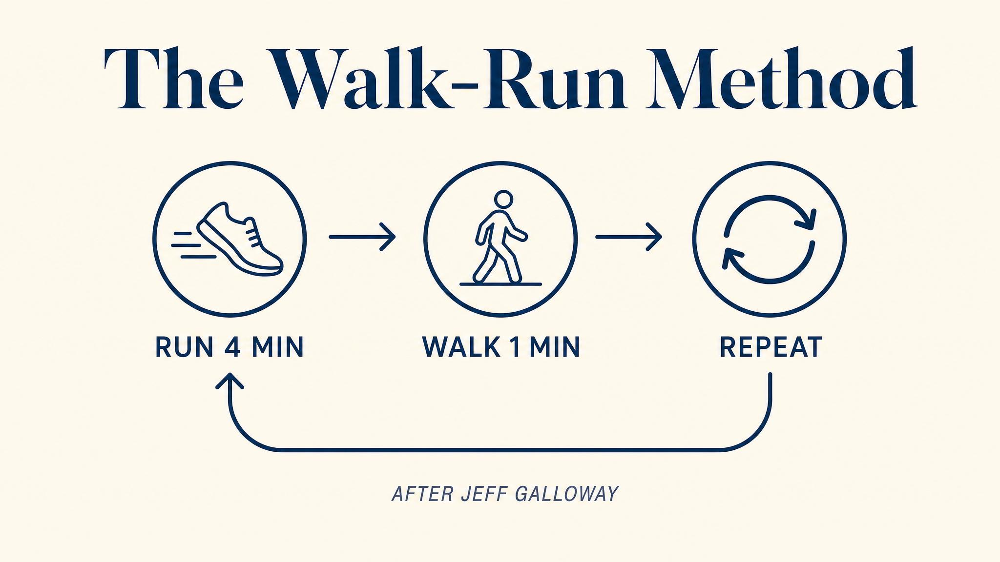 The Walk-Run Method
RUN 4 MIN
WALK 1 MIN
REPEAT
AFTER JEFF GALLOWAY